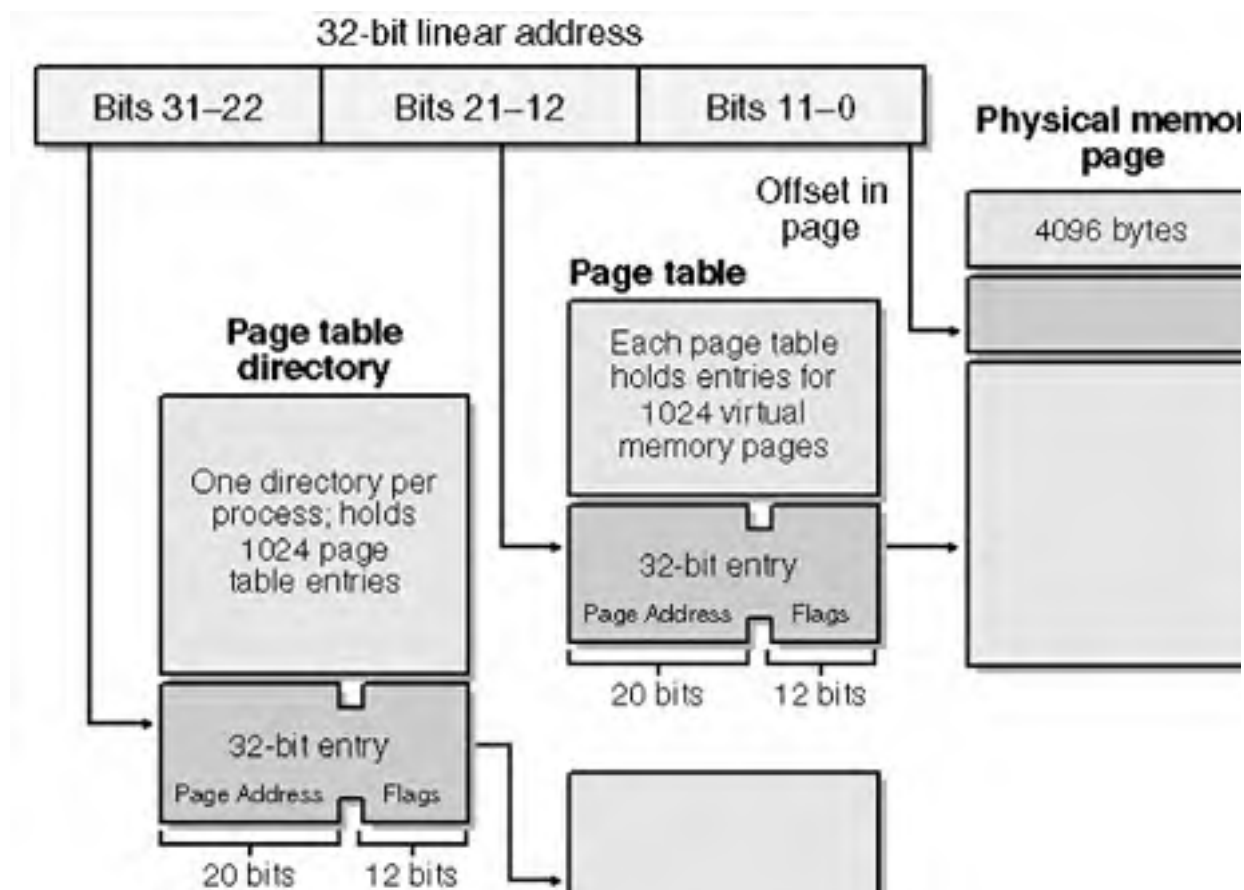 32-bit linear address
Bits 31–22
Bits 21–12
Bits 11–0
Physical memor
page
Offset in
page
4096 bytes
Page table
Each page table
holds entries for
1024 virtual
memory pages
Page table
directory
One directory per
process; holds
1024 page
table entries
32-bit entry
Page Address
Flags
20 bits
12 bits
32-bit entry
Page Address
Flags
20 bits
12 bits